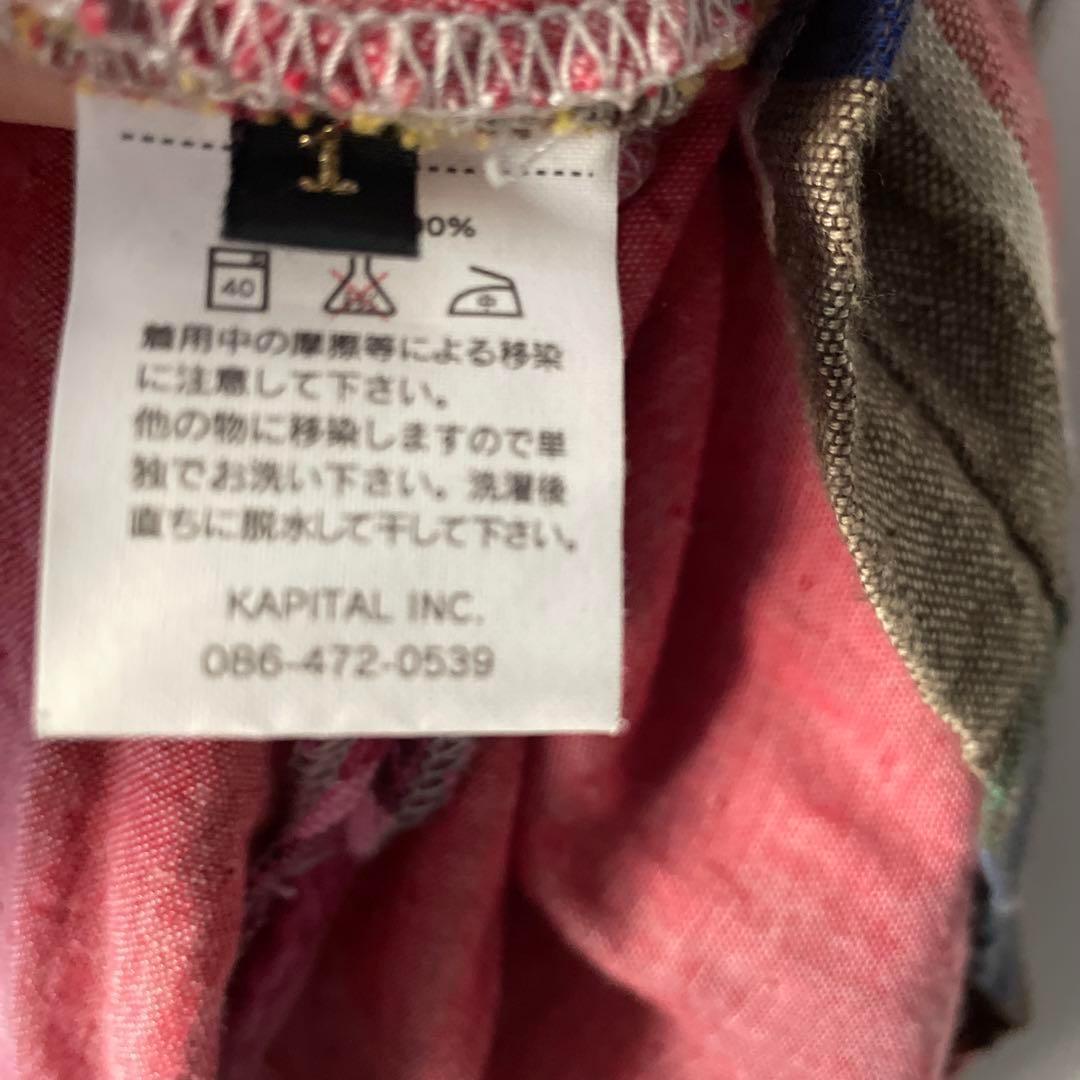 1
00%
40
中
着用中の摩擦等による移染
に注意して下さい。
他の物に移染しますので単
独でお洗い下さい。洗濯後
直ちに脱水して干して下さい。
KAPITAL INC.
086-472-0539